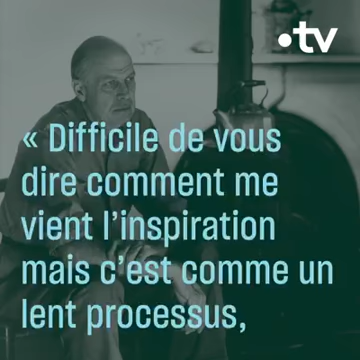 •tv
« Difficile de vous
dire comment me
vient l'inspiration
mais c'est comme un
lent processus,